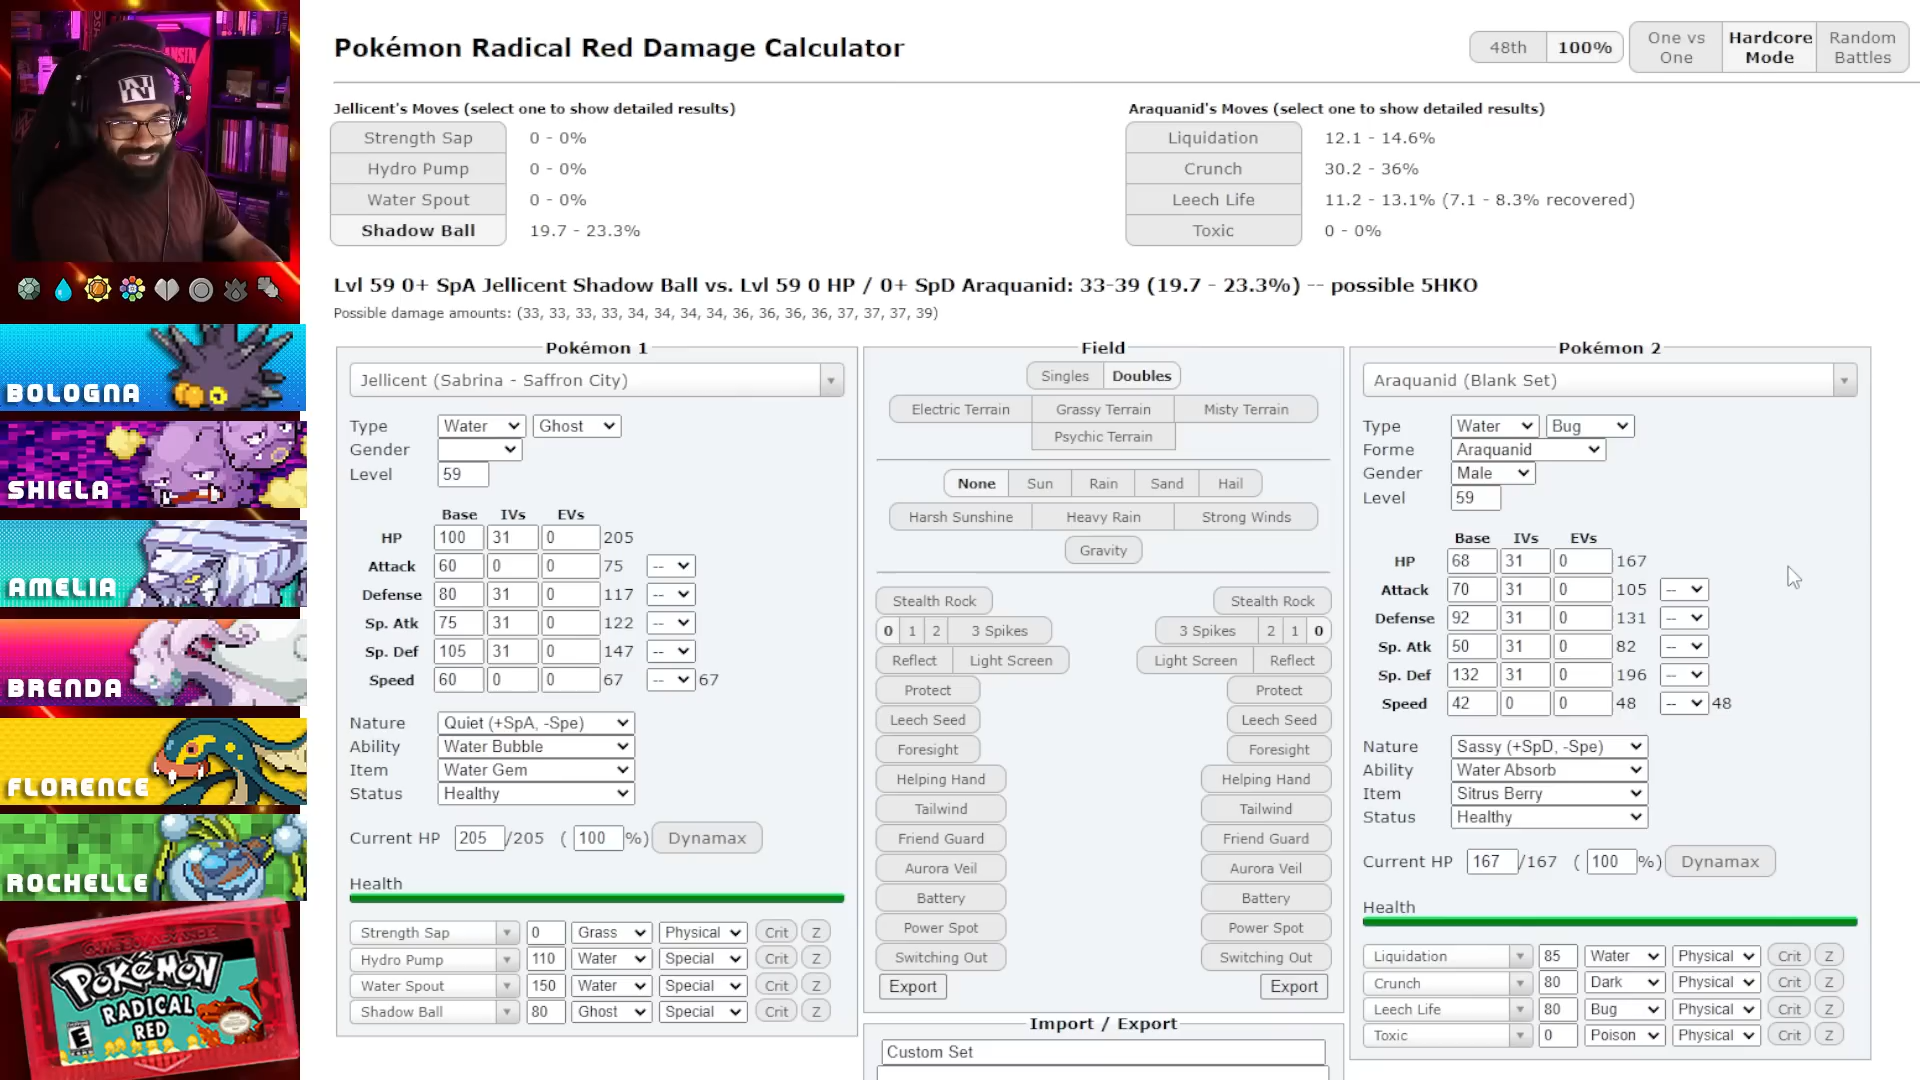 Pokémon Radical Red Damage Calculator
48th 100%
One vs One
Hardcore Mode
Random Battles
Jellicent's Moves (select one to show detailed results)
Strength Sap 0 - 0%
Hydro Pump 0 - 0%
Water Spout 0 - 0%
Shadow Ball 19.7 - 23.3%
Araquanid's Moves (select one to show detailed results)
Liquidation 12.1 - 14.6%
Crunch 30.2 - 36%
Leech Life 11.2 - 13.1% (7.1 - 8.3% recovered)
Toxic 0 - 0%
Lvl 59 0+ SpA Jellicent Shadow Ball vs. Lvl 59 0 HP / 0+ SpD Araquanid: 33-39 (19.7 - 23.3%) -- possible 5HKO
Possible damage amounts: (33, 33, 33, 33, 34, 34, 34, 34, 36, 36, 36, 36, 37, 37, 37, 39)
Pokémon 1
Jellicent (Sabrina - Saffron City)
Type Water Ghost
Gender
Level 59
Base IVs EVs
HP 100 31 0 205
Attack 60 0 0 75 --
Defense 80 31 0 117 --
Sp. Atk 75 31 0 122 --
Sp. Def 105 31 0 147 --
Speed 60 0 0 67 -- 67
Nature Quiet (+SpA, -Spe)
Ability Water Bubble
Item Water Gem
Status Healthy
Current HP 205 /205 ( 100 %) Dynamax
Health
Strength Sap 0 Grass Physical Crit Z
Hydro Pump 110 Water Special Crit Z
Water Spout 150 Water Special Crit Z
Shadow Ball 80 Ghost Special Crit Z
Field
Singles Doubles
Electric Terrain Grassy Terrain Misty Terrain
Psychic Terrain
None Sun Rain Sand Hail
Harsh Sunshine Heavy Rain Strong Winds
Gravity
Stealth Rock Stealth Rock
0 1 2 3 Spikes 3 Spikes 2 1 0
Reflect Light Screen Light Screen Reflect
Protect Protect
Leech Seed Leech Seed
Foresight Foresight
Helping Hand Helping Hand
Tailwind Tailwind
Friend Guard Friend Guard
Aurora Veil Aurora Veil
Battery Battery
Power Spot Power Spot
Switching Out Switching Out
Export Export
Import / Export
Custom Set
Pokémon 2
Araquanid (Blank Set)
Type Water Bug
Forme Araquanid
Gender Male
Level 59
Base IVs EVs
HP 68 31 0 167
Attack 70 31 0 105 --
Defense 92 31 0 131 --
Sp. Atk 50 31 0 82 --
Sp. Def 132 31 0 196 --
Speed 42 0 0 48 -- 48
Nature Sassy (+SpD, -Spe)
Ability Water Absorb
Item Sitrus Berry
Status Healthy
Current HP 167 /167 ( 100 %) Dynamax
Health
Liquidation 85 Water Physical Crit Z
Crunch 80 Dark Physical Crit Z
Leech Life 80 Bug Physical Crit Z
Toxic 0 Poison Physical Crit Z
BOLOGNA
SHIELA
AMELIA
BRENDA
FLORENCE
ROCHELLE
POKéMON
RADICAL
RED
E